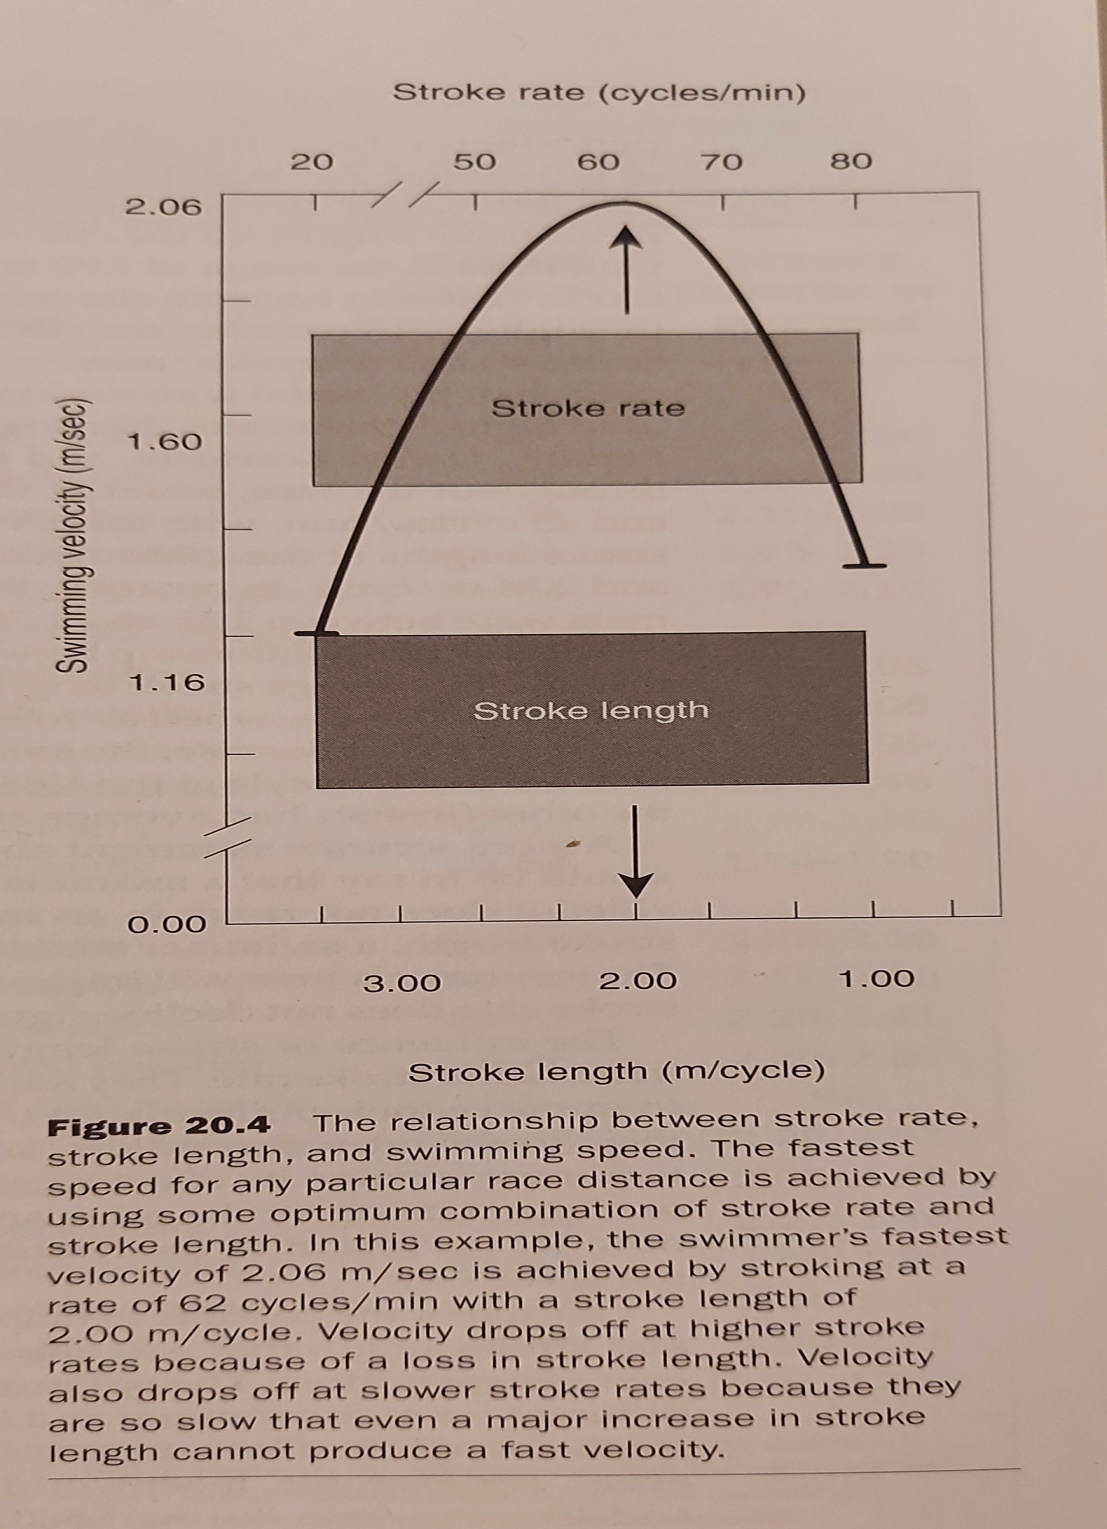 Stroke rate (cycles/min)
20 50 60 70 80
2.06
Stroke rate
1.60
Swimming velocity (m/sec)
1.16
Stroke length
0.00
3.00 2.00 1.00
Stroke length (m/cycle)
Figure 20.4 The relationship between stroke rate,
stroke length, and swimming speed. The fastest
speed for any particular race distance is achieved by
using some optimum combination of stroke rate and
stroke length. In this example, the swimmer's fastest
velocity of 2.06 m/sec is achieved by stroking at a
rate of 62 cycles/min with a stroke length of
2.00 m/cycle. Velocity drops off at higher stroke
rates because of a loss in stroke length. Velocity
also drops off at slower stroke rates because they
are so slow that even a major increase in stroke
length cannot produce a fast velocity.